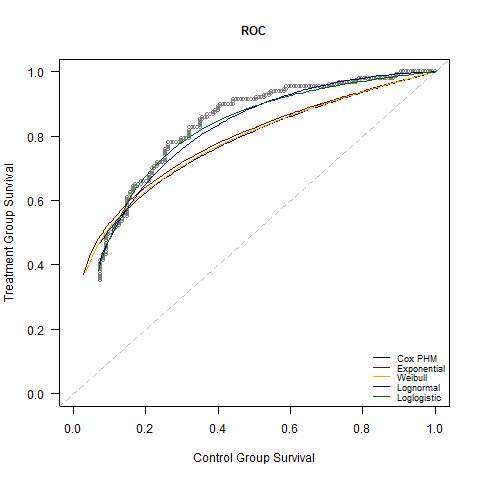 ROC
Treatment Group Survival
1.0
0.8
0.6
0.4
0.2
0.0
Cox PHM
Exponential
Weibull
Lognormal
Loglogistic
0.0 0.2 0.4 0.6 0.8 1.0
Control Group Survival